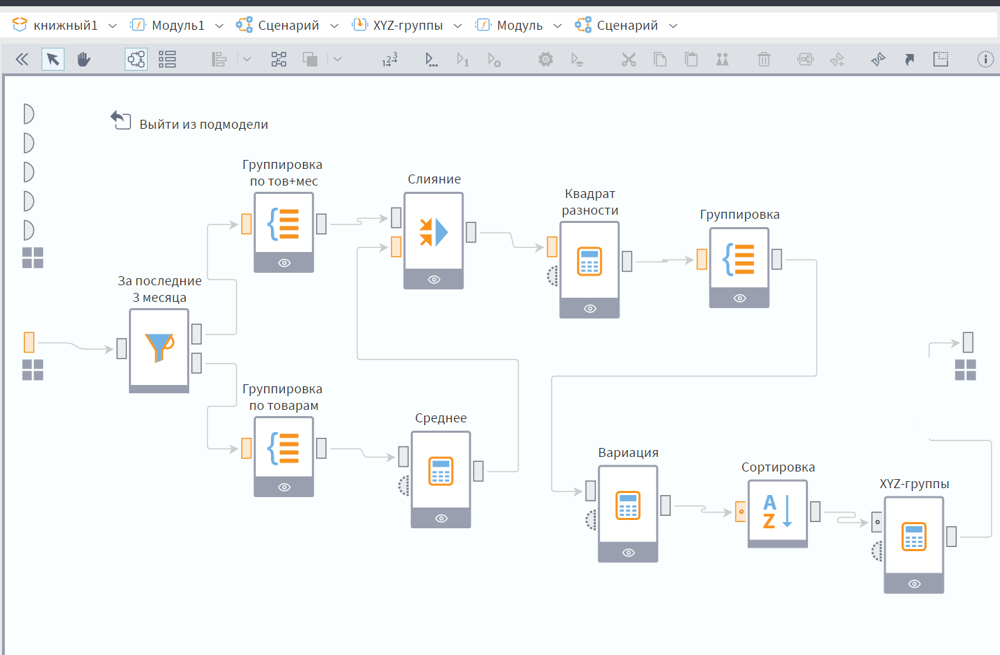 книжный1 Модуль1 Сценарий XYZ-группы Модуль Сценарий
Выйти из подмодели
Группировка
по тов+мес
Слияние
Квадрат
разности
Группировка
За последние
3 месяца
Группировка
по товарам
Среднее
Вариация
Сортировка
XYZ-группы